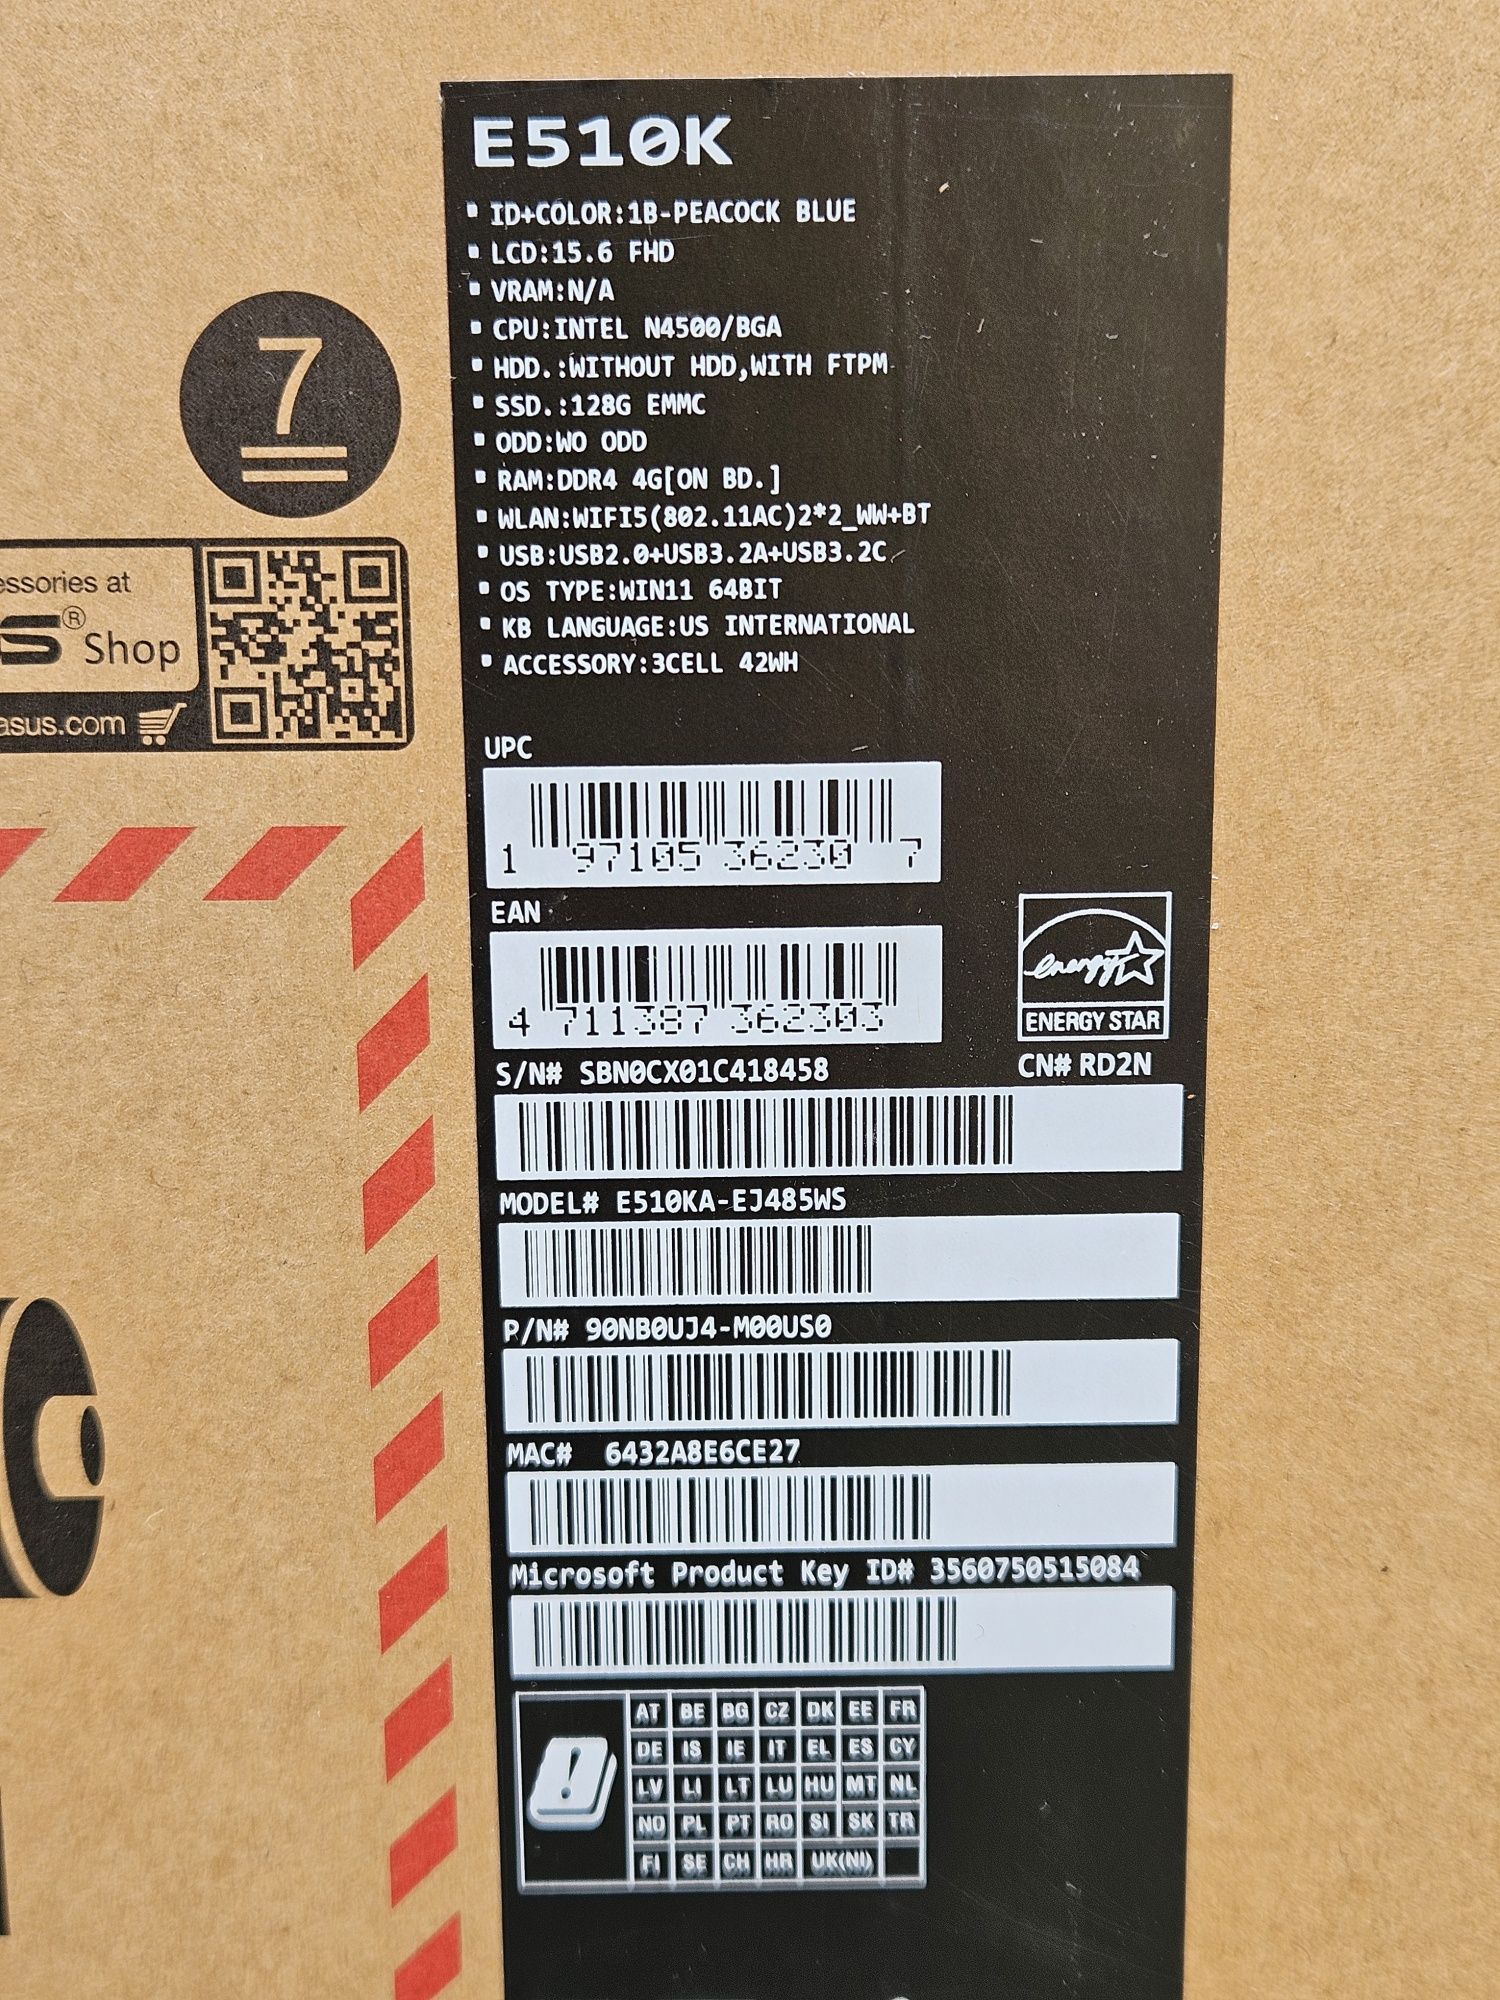 E510K
ID+COLOR:1B-PEACOCK BLUE
LCD:15.6 FHD
VRAM:N/A
CPU:INTEL N4500/BGA
HDD.:WITHOUT HDD,WITH FTPM
SSD.:128G EMMC
ODD:WO ODD
RAM:DDR4 4G[ON BD.]
WLAN:WIFI5(802.11AC)2*2_WW+BT
USB:USB2.0+USB3.2A+USB3.2C
OS TYPE:WIN11 64BIT
KB LANGUAGE:US INTERNATIONAL
ACCESSORY:3CELL 42WH
7
essories at
S® Shop
asus.com
UPC
1 97105 36230 7
EAN
4 711387 362303
energy
ENERGY STAR
S/N# SBN0CX01C418458
CN# RD2N
MODEL# E510KA-EJ485WS
P/N# 90NB0UJ4-M00US0
MAC# 6432A8E6CE27
Microsoft Product Key ID# 3560750515084
AT BE BG CZ DK EE FR
DE IS IE IT EL ES CY
LV LI LT LU HU MT NL
NO PL PT RO SI SK TR
FI SE CH HR UK(NI)